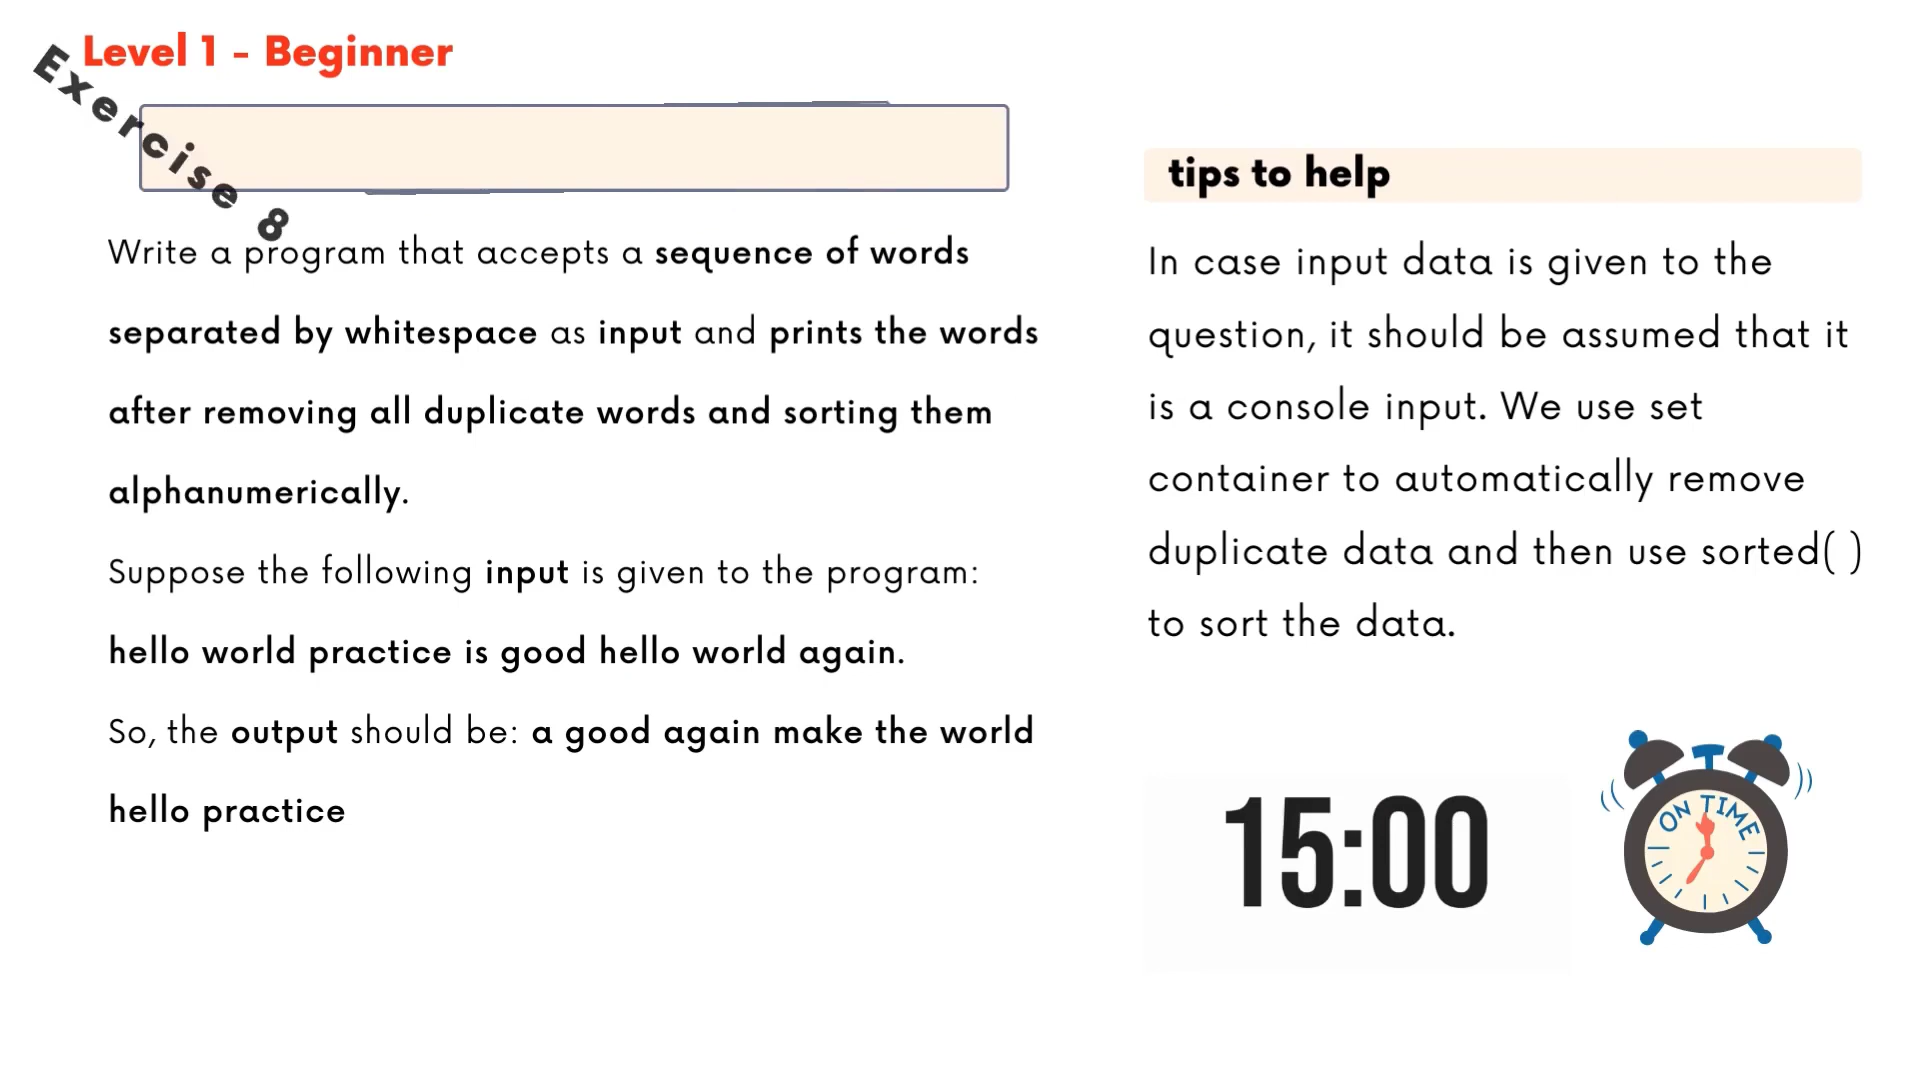 Level 1 - Beginner
Exercise 8
Write a program that accepts a sequence of words
separated by whitespace as input and prints the words
after removing all duplicate words and sorting them
alphanumerically.
Suppose the following input is given to the program:
hello world practice is good hello world again.
So, the output should be: a good again make the world
hello practice
tips to help
In case input data is given to the
question, it should be assumed that it
is a console input. We use set
container to automatically remove
duplicate data and then use sorted( )
to sort the data.
15:00
ON TIME